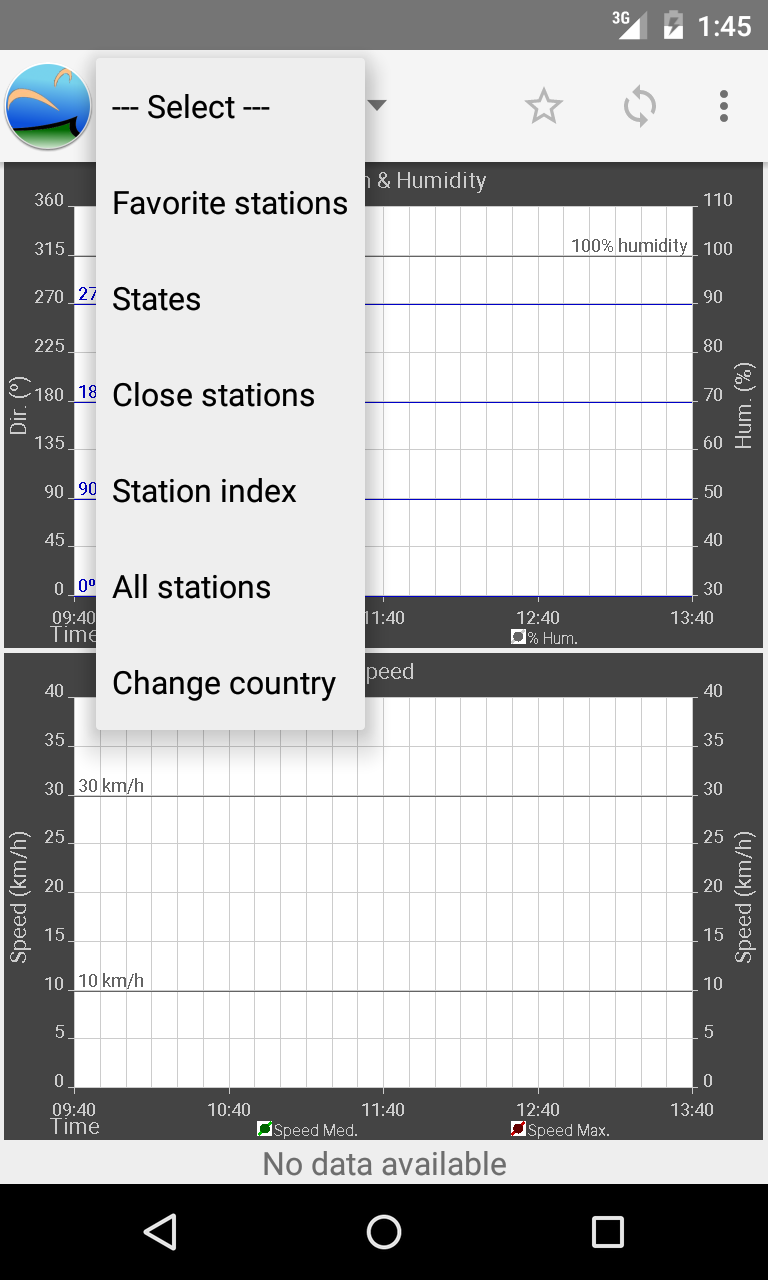 3G 1:45
--- Select ---
Favorite stations
States
Close stations
Station index
All stations
Change country
& Humidity
360
315
270
225
180
135
90
45
0
Dir. (º)
110
100
90
80
70
60
50
40
30
Hum. (%)
100% humidity
27
18
90
0º
09:40 11:40 12:40 13:40
Time
% Hum.
peed
40
35
30
25
20
15
10
5
0
Speed (km/h)
40
35
30
25
20
15
10
5
0
Speed (km/h)
30 km/h
10 km/h
09:40 10:40 11:40 12:40 13:40
Time
Speed Med. Speed Max.
No data available